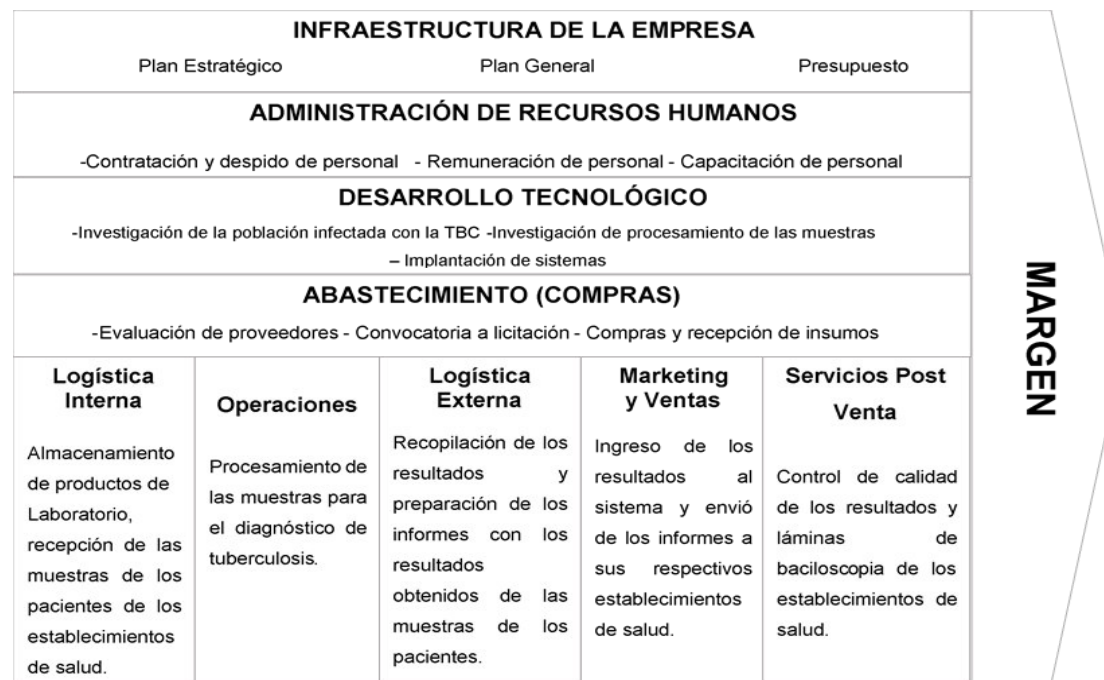 INFRAESTRUCTURA DE LA EMPRESA
Plan Estratégico Plan General Presupuesto
ADMINISTRACIÓN DE RECURSOS HUMANOS
-Contratación y despido de personal - Remuneración de personal - Capacitación de personal
DESARROLLO TECNOLÓGICO
-Investigación de la población infectada con la TBC -Investigación de procesamiento de las muestras
– Implantación de sistemas
ABASTECIMIENTO (COMPRAS)
-Evaluación de proveedores - Convocatoria a licitación - Compras y recepción de insumos
Logística
Interna
Almacenamiento
de productos de
Laboratorio,
recepción de las
muestras de los
pacientes de los
establecimientos
de salud.
Operaciones
Procesamiento de
las muestras para
el diagnóstico de
tuberculosis.
Logística
Externa
Recopilación de los
resultados y
preparación de los
informes con los
resultados
obtenidos de las
muestras de los
pacientes.
Marketing
y Ventas
Ingreso de los
resultados al
sistema y envió
de los informes a
sus respectivos
establecimientos
de salud.
Servicios Post
Venta
Control de calidad
de los resultados y
láminas de
baciloscopia de los
establecimientos de
salud.
MARGEN